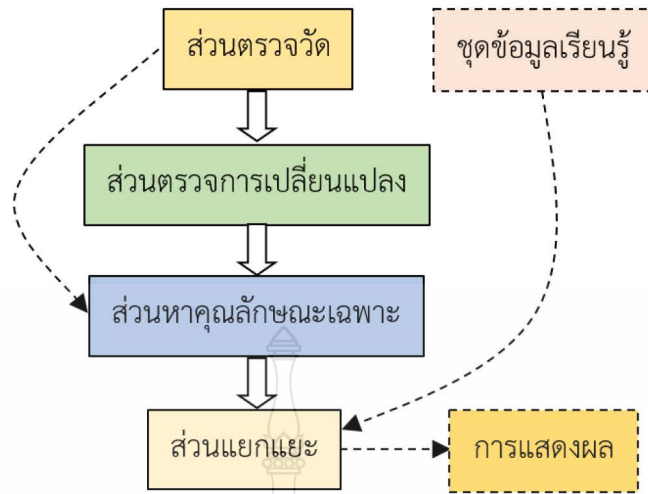 ส่วนตรวจวัด
ชุดข้อมูลเรียนรู้
ส่วนตรวจการเปลี่ยนแปลง
ส่วนหาคุณลักษณะเฉพาะ
ส่วนแยกแยะ
การแสดงผล